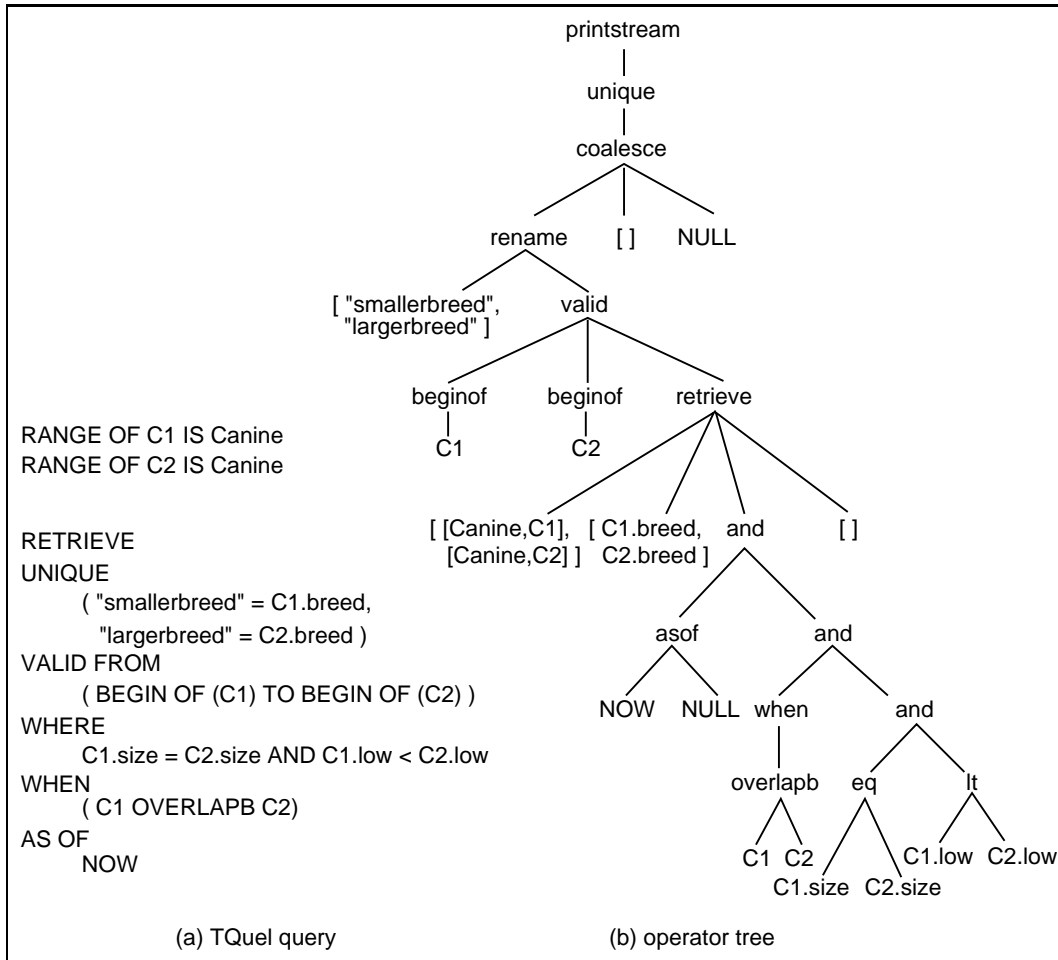 printstream
unique
coalesce
rename
[ ]
NULL
[ "smallerbreed",
"largerbreed" ]
valid
beginof
beginof
retrieve
C1
C2
[ [Canine,C1],
[Canine,C2] ]
[ C1.breed,
C2.breed ]
and
[ ]
asof
and
NOW
NULL
when
and
overlapb
eq
lt
C1
C2
C1.size
C2.size
C1.low
C2.low
RANGE OF C1 IS Canine
RANGE OF C2 IS Canine
RETRIEVE
UNIQUE
( "smallerbreed" = C1.breed,
"largerbreed" = C2.breed )
VALID FROM
( BEGIN OF (C1) TO BEGIN OF (C2) )
WHERE
C1.size = C2.size AND C1.low < C2.low
WHEN
( C1 OVERLAPB C2)
AS OF
NOW
(a) TQuel query
(b) operator tree